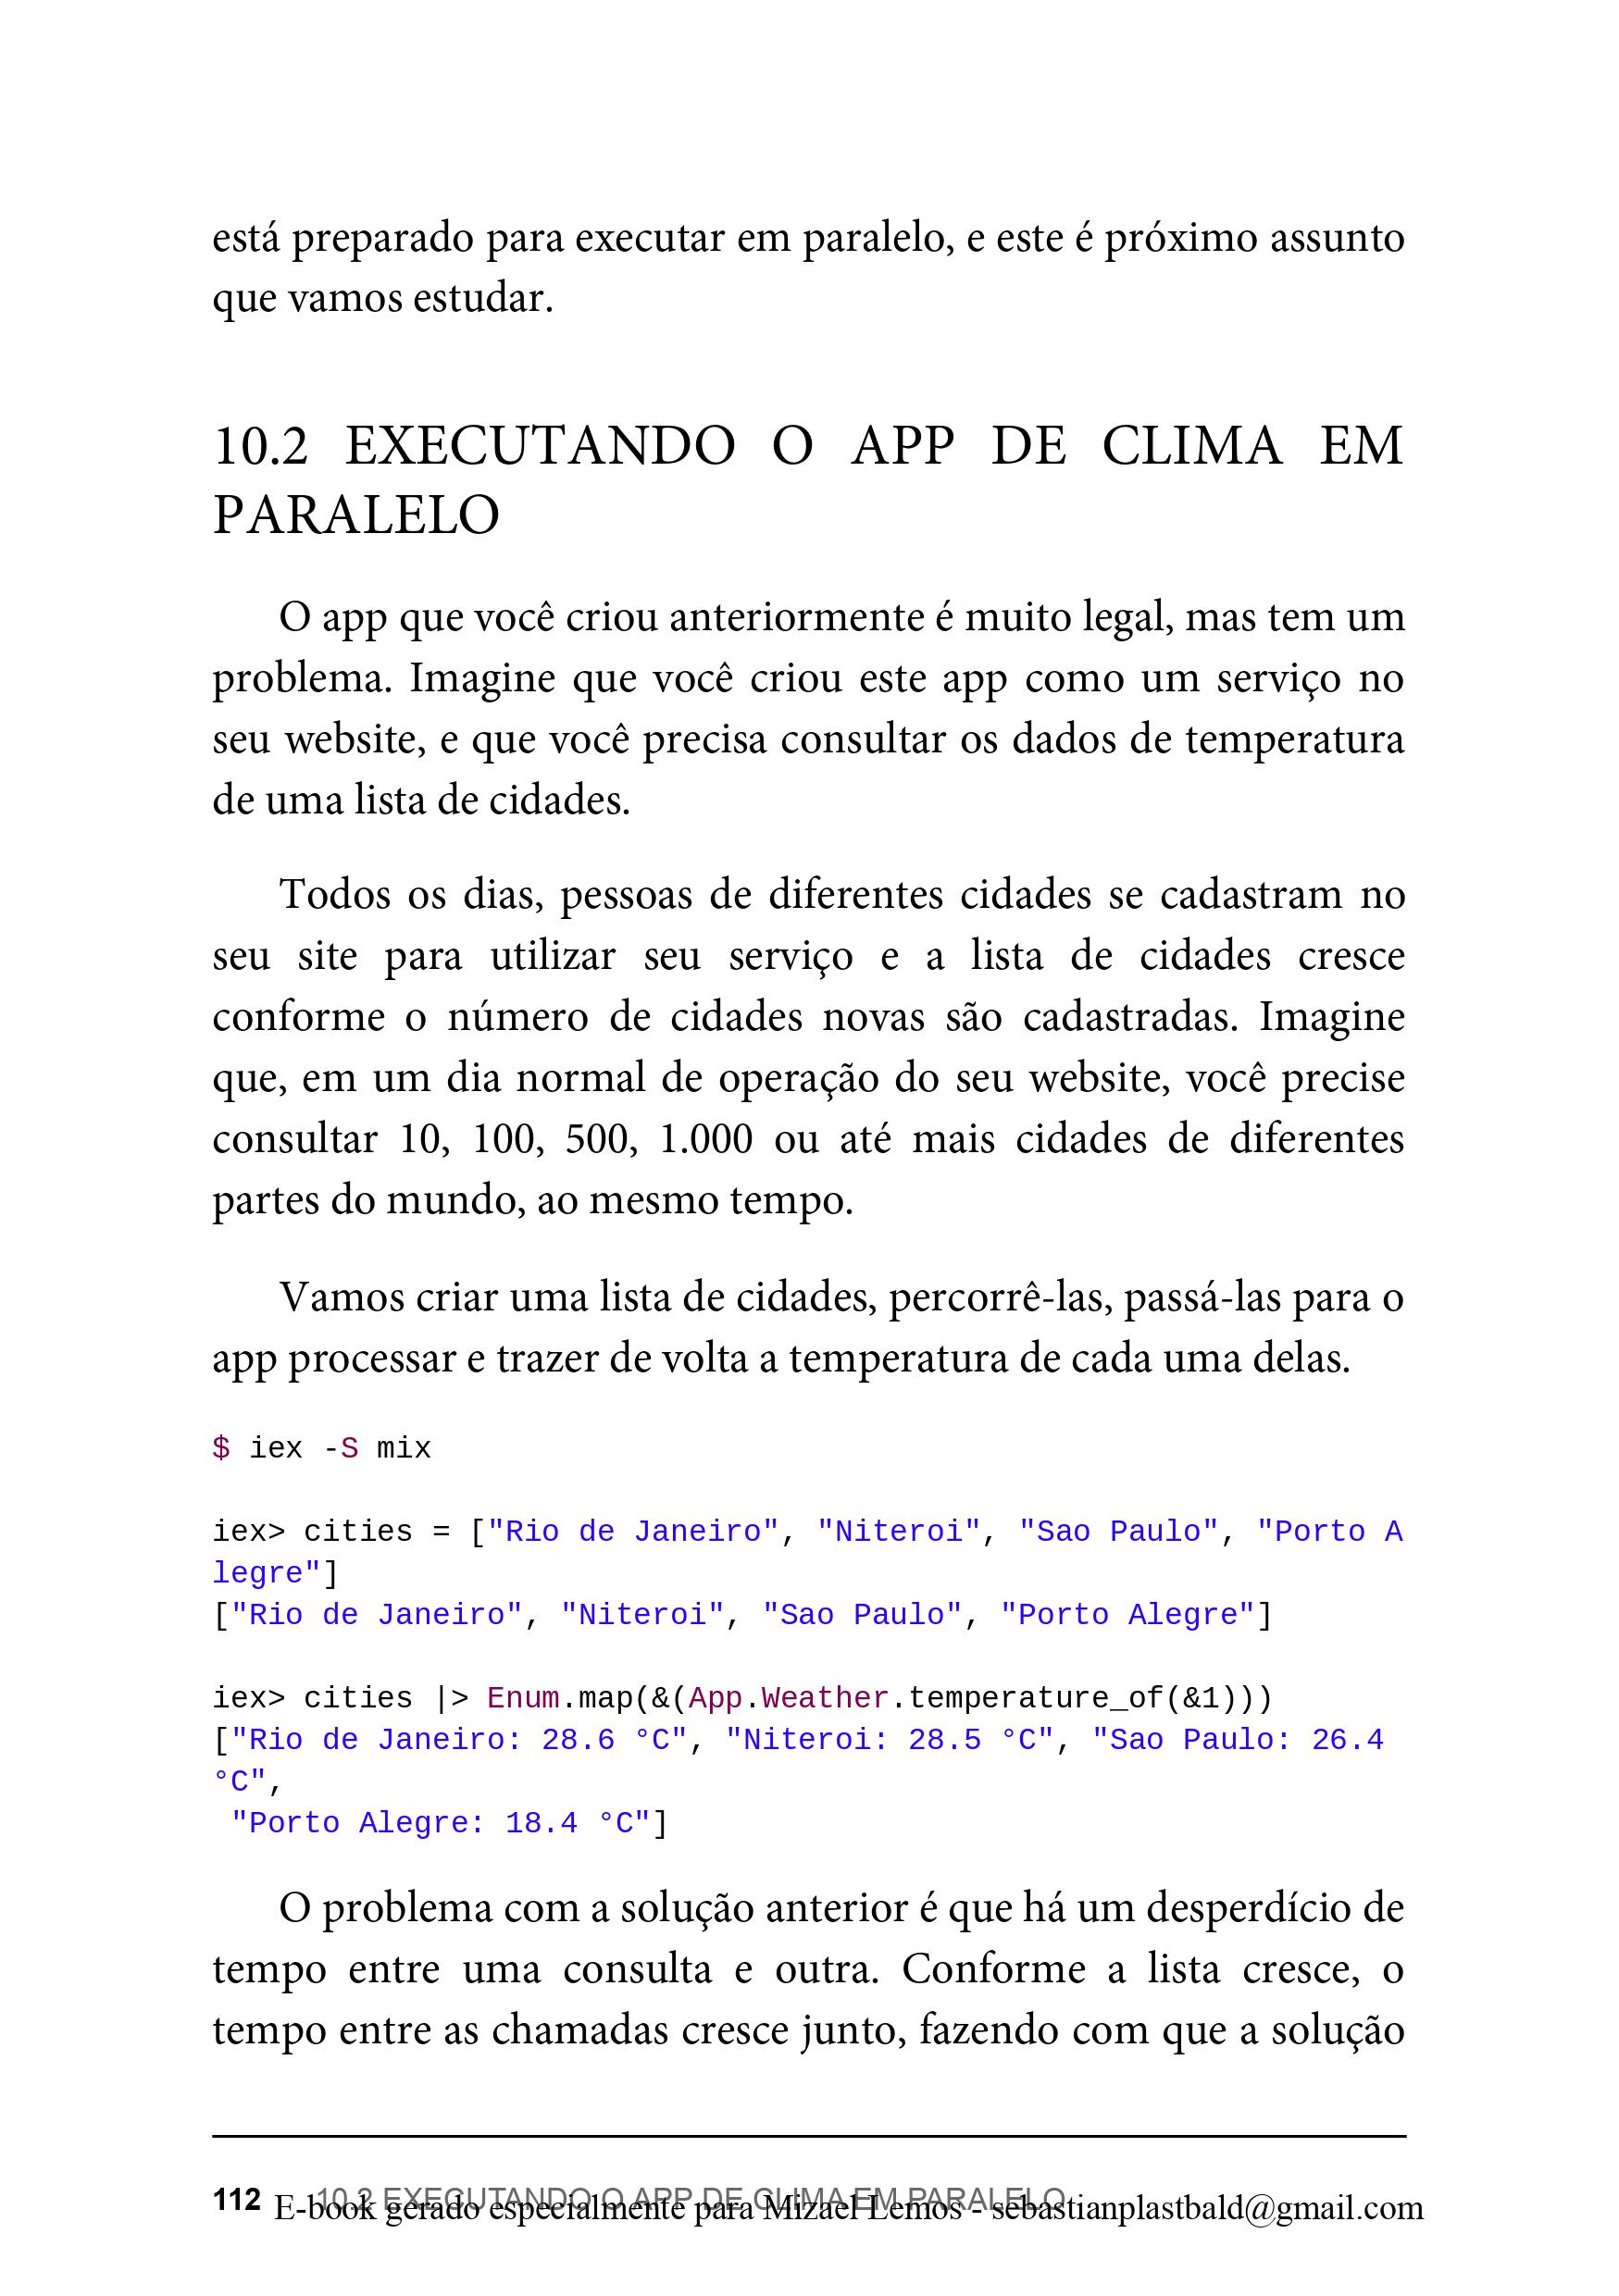 está preparado para executar em paralelo, e este é próximo assunto
que vamos estudar.
10.2 EXECUTANDO O APP DE CLIMA EM
PARALELO
O app que você criou anteriormente é muito legal, mas tem um
problema. Imagine que você criou este app como um serviço no
seu website, e que você precisa consultar os dados de temperatura
de uma lista de cidades.
Todos os dias, pessoas de diferentes cidades se cadastram no
seu site para utilizar seu serviço e a lista de cidades cresce
conforme o número de cidades novas são cadastradas. Imagine
que, em um dia normal de operação do seu website, você precise
consultar 10, 100, 500, 1.000 ou até mais cidades de diferentes
partes do mundo, ao mesmo tempo.
Vamos criar uma lista de cidades, percorrê-las, passá-las para o
app processar e trazer de volta a temperatura de cada uma delas.
$ iex -S mix
iex> cities = ["Rio de Janeiro", "Niteroi", "Sao Paulo", "Porto A
legre"]
["Rio de Janeiro", "Niteroi", "Sao Paulo", "Porto Alegre"]
iex> cities |> Enum.map(&(App.Weather.temperature_of(&1)))
["Rio de Janeiro: 28.6 °C", "Niteroi: 28.5 °C", "Sao Paulo: 26.4
°C",
 "Porto Alegre: 18.4 °C"]
O problema com a solução anterior é que há um desperdício de
tempo entre uma consulta e outra. Conforme a lista cresce, o
tempo entre as chamadas cresce junto, fazendo com que a solução
112 10.2 EXECUTANDO O APP DE CLIMA EM PARALELO
E-book gerado especialmente para Mizael Lemos - sebastianplastbald@gmail.com